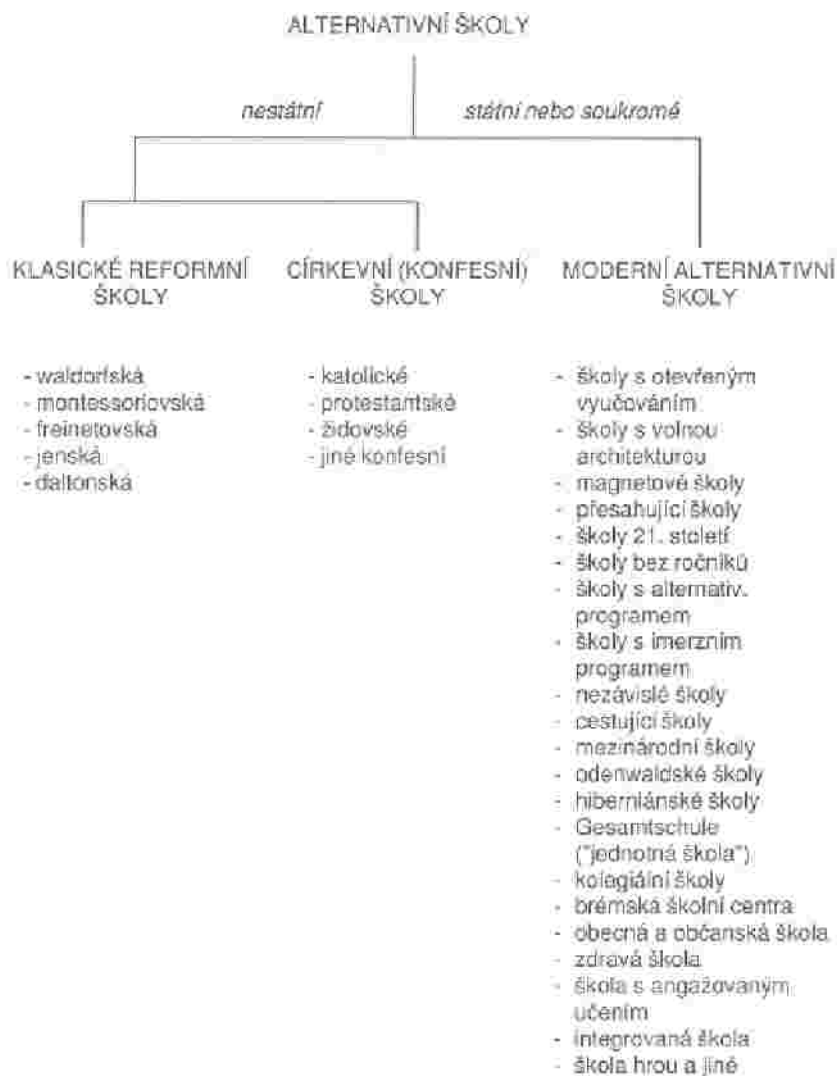 ALTERNATIVNÍ ŠKOLY
nestátní
státní nebo soukromé
KLASICKÉ REFORMNÍ
ŠKOLY
- waldorfská
- montessoriovská
- freinetovská
- jenská
- daltonská
CÍRKEVNÍ (KONFESNÍ)
ŠKOLY
- katolické
- protestantské
- židovské
- jiné konfesní
MODERNÍ ALTERNATIVNÍ
ŠKOLY
- školy s otevřeným
vyučováním
- školy s volnou
architekturou
- magnetové školy
- přesahující školy
- školy 21. století
- školy bez ročníků
- školy s alternativ.
programem
- školy s imerzním
programem
- nezávislé školy
- cestující školy
- mezinárodní školy
- odenwaldské školy
- hiberniánské školy
- Gesamtschule
("jednotná škola")
- kolegiální školy
- brémská školní centra
- obecná a občanská škola
- zdravá škola
- škola s angažovaným
učením
- integrovaná škola
- škola hrou a jiné